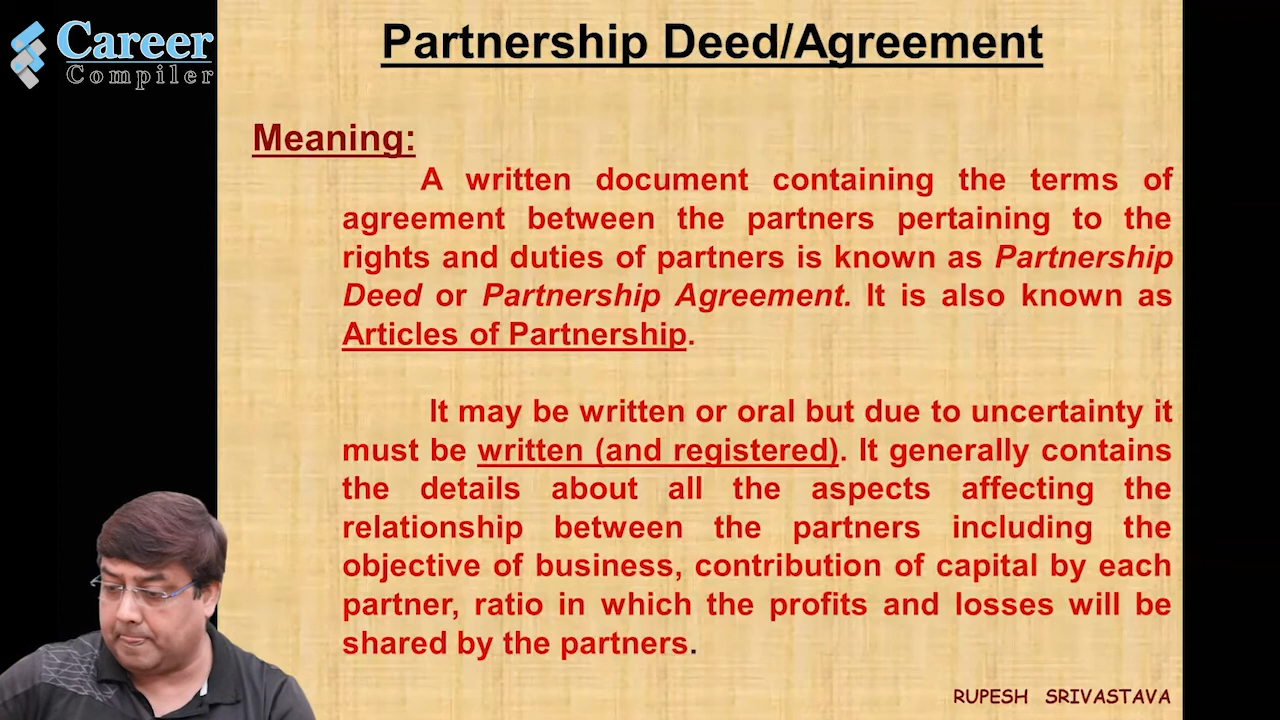 Career
Compiler
Partnership Deed/Agreement
Meaning:
A written document containing the terms of
agreement between the partners pertaining to the
rights and duties of partners is known as Partnership
Deed or Partnership Agreement. It is also known as
Articles of Partnership.
It may be written or oral but due to uncertainty it
must be written (and registered). It generally contains
the details about all the aspects affecting the
relationship between the partners including the
objective of business, contribution of capital by each
partner, ratio in which the profits and losses will be
shared by the partners.
RUPESH SRIVASTAVA